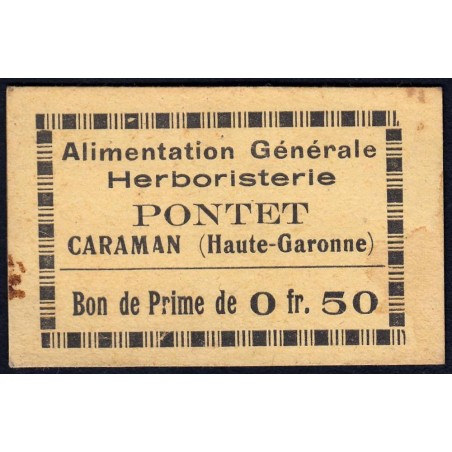 Alimentation Générale
Herboristerie
PONTET
CARAMAN (Haute-Garonne)
Bon de Prime de 0 fr. 50